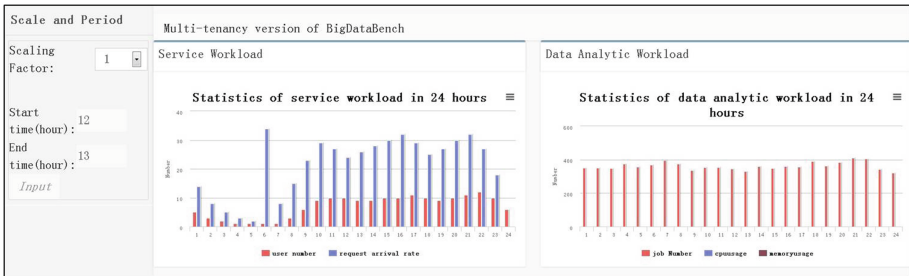 Scale and Period
Scaling
Factor:
1
Start
time(hour):
12
End
time(hour):
13
Input
Multi-tenancy version of BigDataBench
Service Workload
Statistics of service workload in 24 hours
Number
40
30
20
10
0
1 2 3 4 5 6 7 8 9 10 11 12 13 14 15 16 17 18 19 20 21 22 23 24
user number request arrival rate
Data Analytic Workload
Statistics of data analytic workload in 24
hours
Number
600
400
200
0
1 2 3 4 5 6 7 8 9 10 11 12 13 14 15 16 17 18 19 20 21 22 23 24
job Number cpuusage memoryusage